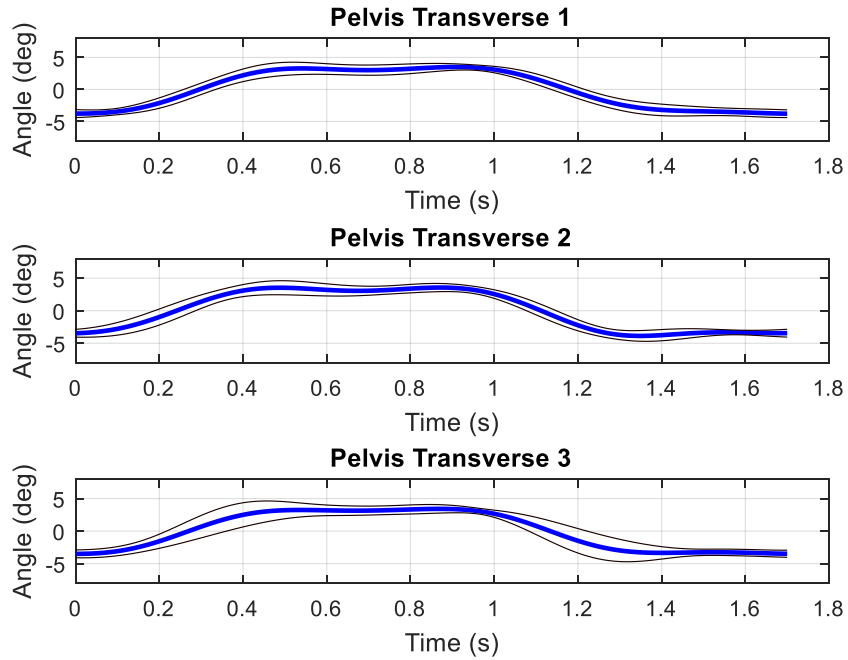 Pelvis Transverse 1
Angle (deg)
5
0
-5
0 0.2 0.4 0.6 0.8 1 1.2 1.4 1.6 1.8
Time (s)
Pelvis Transverse 2
Angle (deg)
5
0
-5
0 0.2 0.4 0.6 0.8 1 1.2 1.4 1.6 1.8
Time (s)
Pelvis Transverse 3
Angle (deg)
5
0
-5
0 0.2 0.4 0.6 0.8 1 1.2 1.4 1.6 1.8
Time (s)